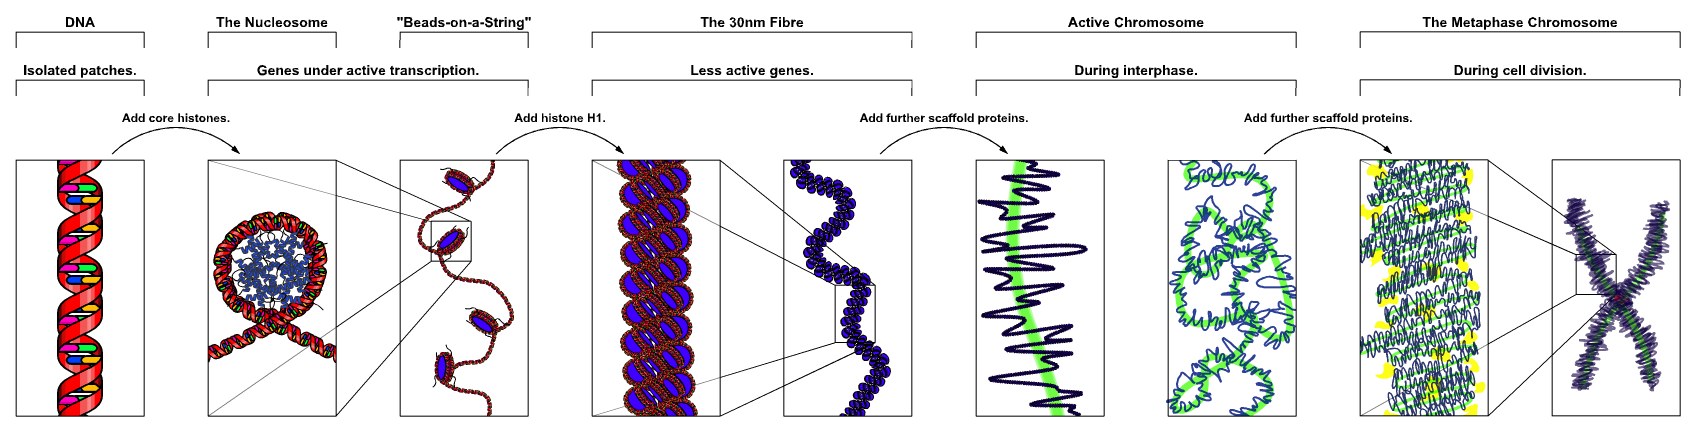 DNA
The Nucleosome
"Beads-on-a-String"
The 30nm Fibre
Active Chromosome
The Metaphase Chromosome
Isolated patches.
Genes under active transcription.
Less active genes.
During interphase.
During cell division.
Add core histones.
Add histone H1.
Add further scaffold proteins.
Add further scaffold proteins.